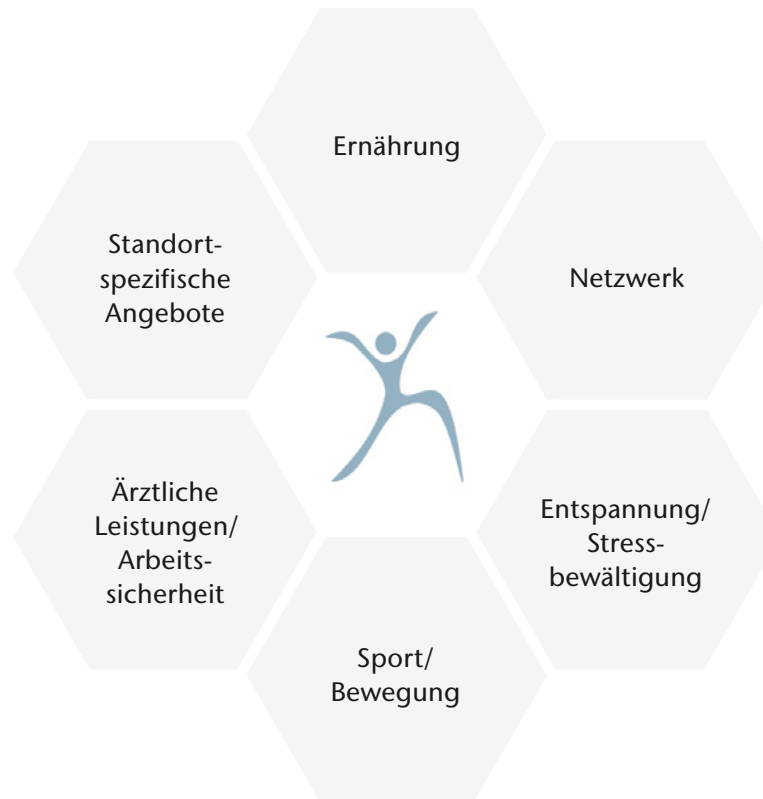 Ernährung
Standort-
spezifische
Angebote
Netzwerk
Ärztliche
Leistungen/
Arbeits-
sicherheit
Entspannung/
Stress-
bewältigung
Sport/
Bewegung